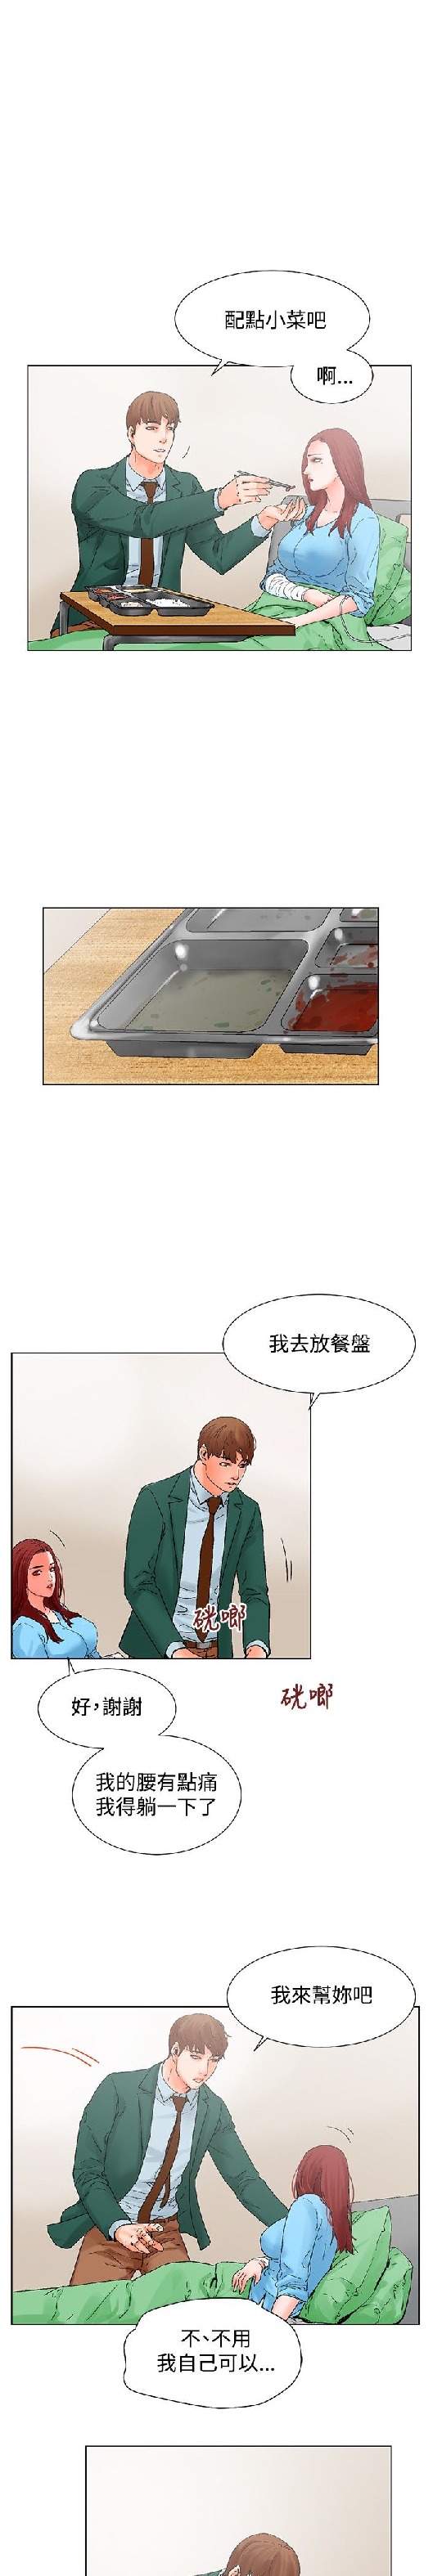 配點小菜吧
啊...
我去放餐盤
硄啷
硄啷
好，謝謝
我的腰有點痛
我得躺一下了
我來幫妳吧
不、不用
我自己可以...